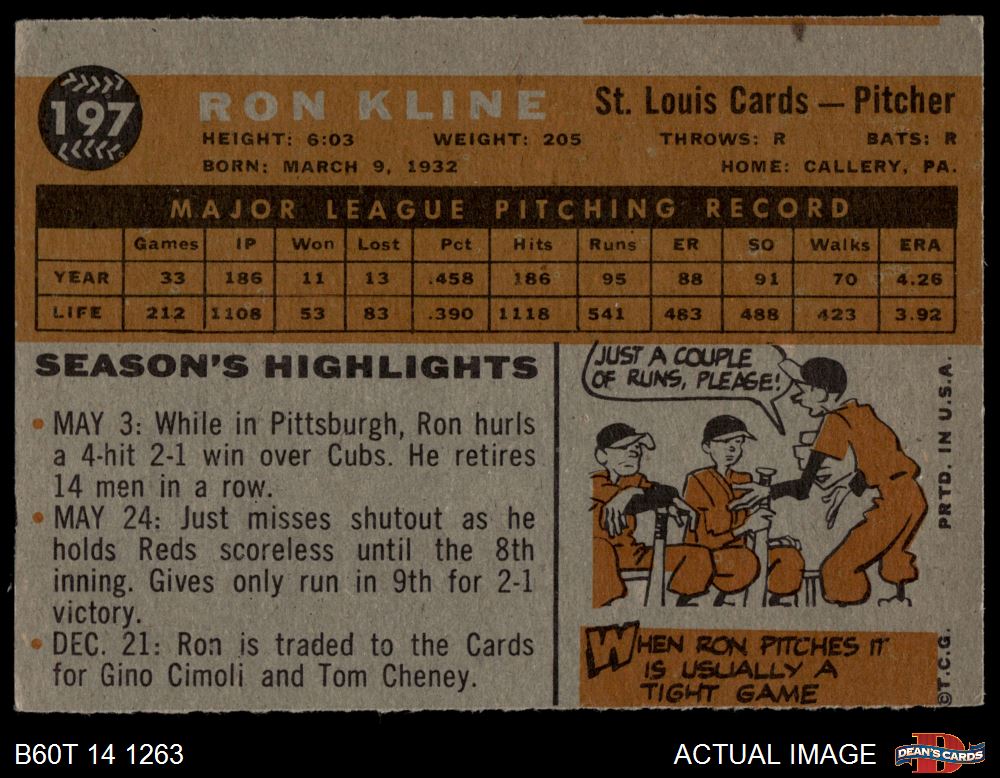 197
RON KLINE
St. Louis Cards — Pitcher
HEIGHT: 6:03 WEIGHT: 205 THROWS: R BATS: R
BORN: MARCH 9, 1932 HOME: CALLERY, PA.
MAJOR LEAGUE PITCHING RECORD
Games IP Won Lost Pct Hits Runs ER SO Walks ERA
YEAR 33 186 11 13 .458 186 95 88 91 70 4.26
LIFE 212 1108 53 83 .390 1118 541 483 488 423 3.92
SEASON'S HIGHLIGHTS
• MAY 3: While in Pittsburgh, Ron hurls
a 4-hit 2-1 win over Cubs. He retires
14 men in a row.
• MAY 24: Just misses shutout as he
holds Reds scoreless until the 8th
inning. Gives only run in 9th for 2-1
victory.
• DEC. 21: Ron is traded to the Cards
for Gino Cimoli and Tom Cheney.
JUST A COUPLE
OF RUNS, PLEASE!
WHEN RON PITCHES IT
IS USUALLY A
TIGHT GAME
©T.C.G. PRTD. IN U.S.A.
B60T 14 1263
ACTUAL IMAGE
DEAN'S CARDS